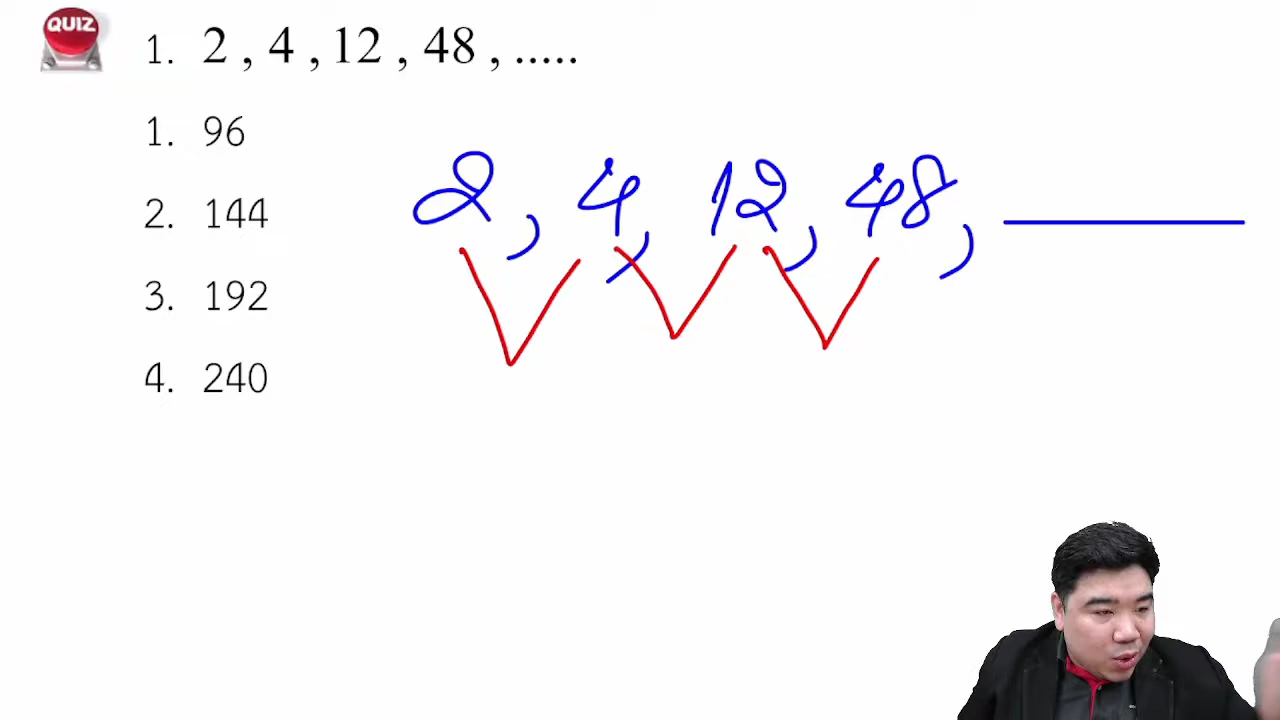 QUIZ
1. 2 , 4 , 12 , 48 , .....
1. 96
2. 144
3. 192
4. 240
2, 4, 12, 48,